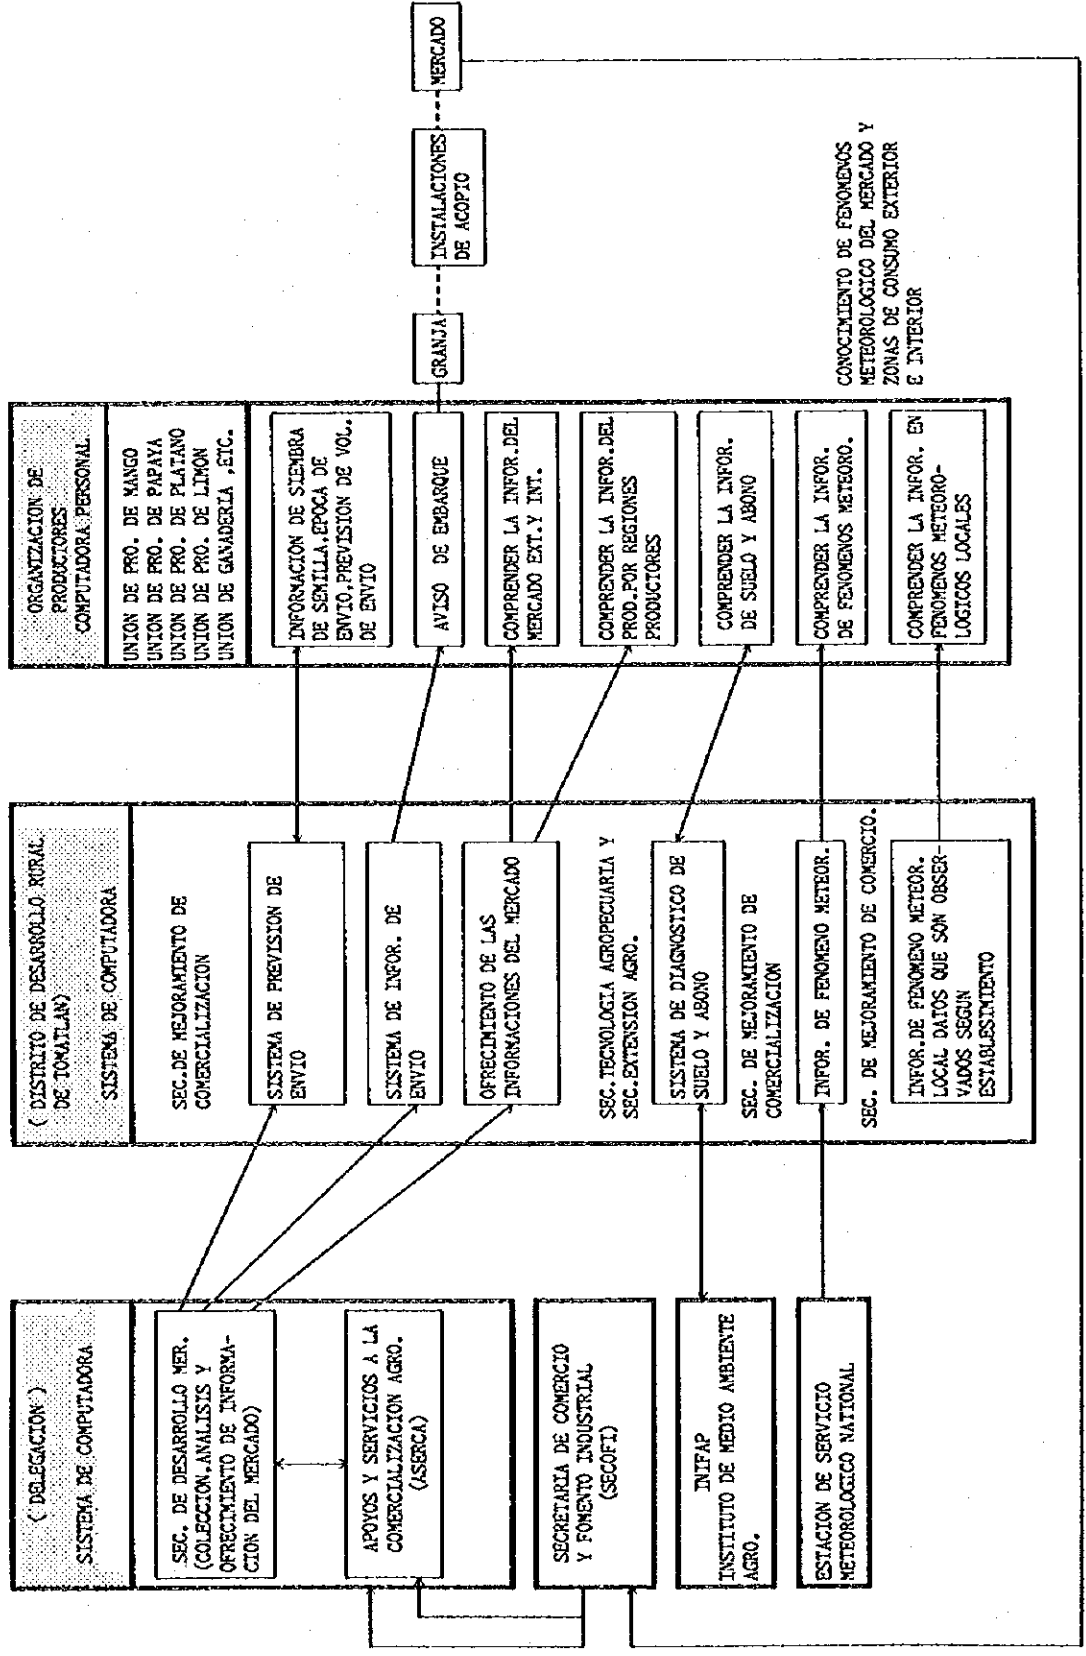 ( DELEGACION )
SISTEMA DE COMPUTADORA
SEC. DE DESARROLLO MER.
(COLECCION,ANALISIS Y
OFRECIMIENTO DE INFORMA-
CION DEL MERCADO)
APOYOS Y SERVICIOS A LA
COMERCIALIZACION AGRO.
(ASERCA)
SECRETARIA DE COMERCIO
Y FOMENTO INDUSTRIAL
(SECOFI)
INIFAP
INSTITUTO DE MEDIO AMBIENTE
AGRO.
ESTACION DE SERVICIO
METEOROLOGICO NATIONAL
( DISTRITO DE DESARROLLO RURAL
DE TOMATLAN)
SISTEMA DE COMPUTADORA
SEC.DE MEJORAMIENTO DE
COMERCIALIZACION
SISTEMA DE PREVISION DE
ENVIO
SISTEMA DE INFOR. DE
ENVIO
OFRECIMIENTO DE LAS
INFORMACIONES DEL MERCADO
SEC.TECNOLOGIA AGROPECUARIA Y
SEC.EXTENSION AGRO.
SISTEMA DE DIAGNOSTICO DE
SUELO Y ABONO
SEC. DE MEJORAMIENTO DE
COMERCIALIZACION
INFOR. DE FENOMENO METEOR.
SEC. DE MEJORAMIENTO DE COMERCIO.
INFOR.DE FENOMENO METEOR.
LOCAL DATOS QUE SON OBSER
VADOS SEGUN
ESTABLESIMIENTO
ORGANIZACION DE
PRODUCTORES
COMPUTADORA PERSONAL
UNION DE PRO. DE MANGO
UNION DE PRO. DE PAPAYA
UNION DE PRO. DE PLATANO
UNION DE PRO. DE LIMON
UNION DE GANADERIA ,ETC.
INFORMACION DE SIEMBRA
DE SEMILLA,EPOCA DE
ENVIO,PREVISION DE VOL.
DE ENVIO
AVISO DE EMBARQUE
COMPRENDER LA INFOR.DEL
MERCADO EXT.Y INT.
COMPRENDER LA INFOR.DEL
PROD.POR REGIONES
PRODUCTORES
COMPRENDER LA INFOR.
DE SUELO Y ABONO
COMPRENDER LA INFOR.
DE FENOMENOS METEORO.
COMPRENDER LA INFOR. EN
FENOMENOS METEORO-
LOGICOS LOCALES
GRANJA
INSTALACIONES
DE ACOPIO
MERCADO
CONOCIMIENTO DE FENOMENOS
METEOROLOGICO DEL MERCADO Y
ZONAS DE CONSUMO EXTERIOR
E INTERIOR